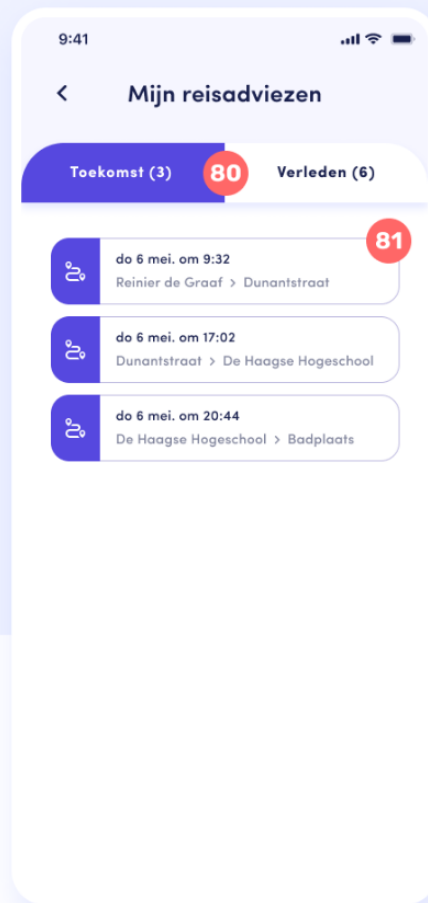 9:41
Mijn reisadviezen
Toekomst (3) 80 Verleden (6)
81
do 6 mei. om 9:32
Reinier de Graaf > Dunantstraat
do 6 mei. om 17:02
Dunantstraat > De Haagse Hogeschool
do 6 mei. om 20:44
De Haagse Hogeschool > Badplaats